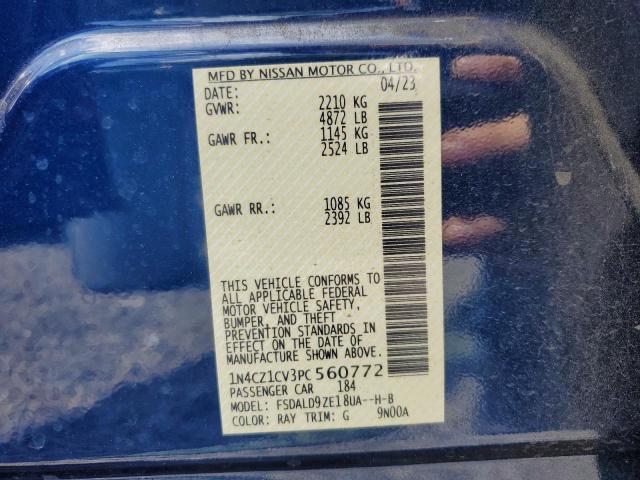 MFD BY NISSAN MOTOR CO., LTD.
DATE: 04/23
GVWR: 2210 KG
4872 LB
GAWR FR.: 1145 KG
2524 LB
GAWR RR.: 1085 KG
2392 LB
THIS VEHICLE CONFORMS TO
ALL APPLICABLE FEDERAL
MOTOR VEHICLE SAFETY,
BUMPER, AND THEFT
PREVENTION STANDARDS IN
EFFECT ON THE DATE OF
MANUFACTURE SHOWN ABOVE.
1N4CZ1CV3PC560772
PASSENGER CAR 184
MODEL: FSDALD9ZE18UA--H-B
COLOR: RAY TRIM: G 9N00A